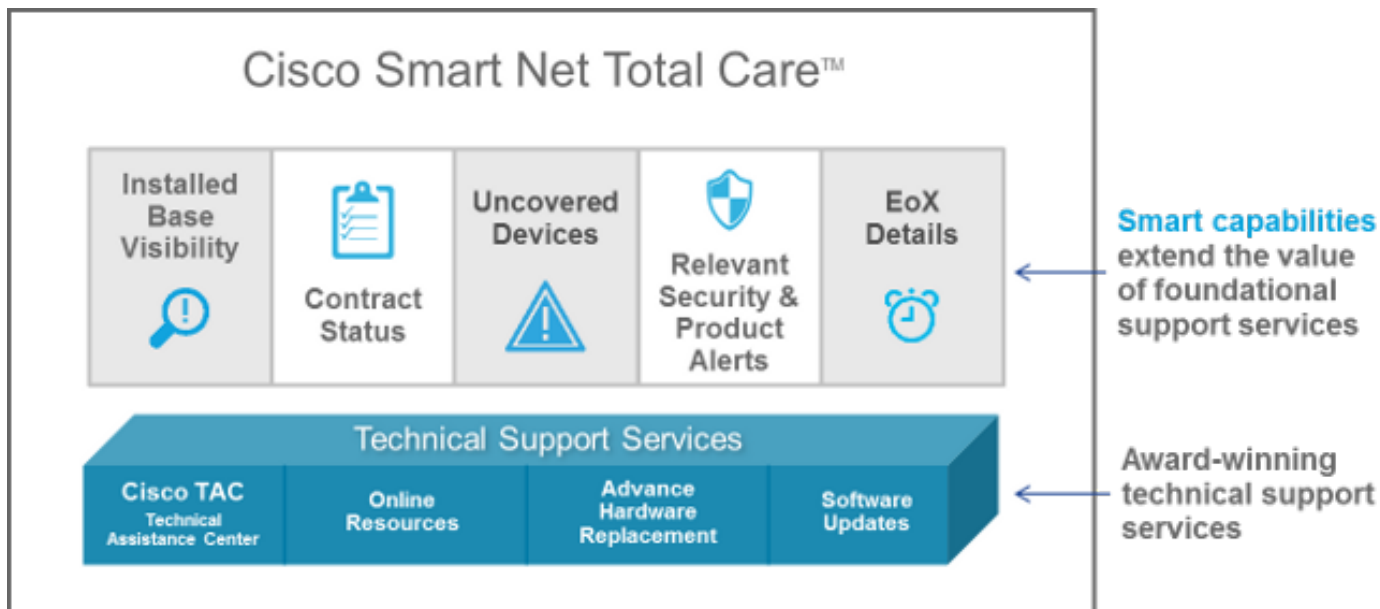 Cisco Smart Net Total Care™
Installed
Base
Visibility
Contract
Status
Uncovered
Devices
Relevant
Security &
Product
Alerts
EoX
Details
Smart capabilities
extend the value
of foundational
support services
Technical Support Services
Cisco TAC
Technical
Assistance Center
Online
Resources
Advance
Hardware
Replacement
Software
Updates
Award-winning
technical support
services